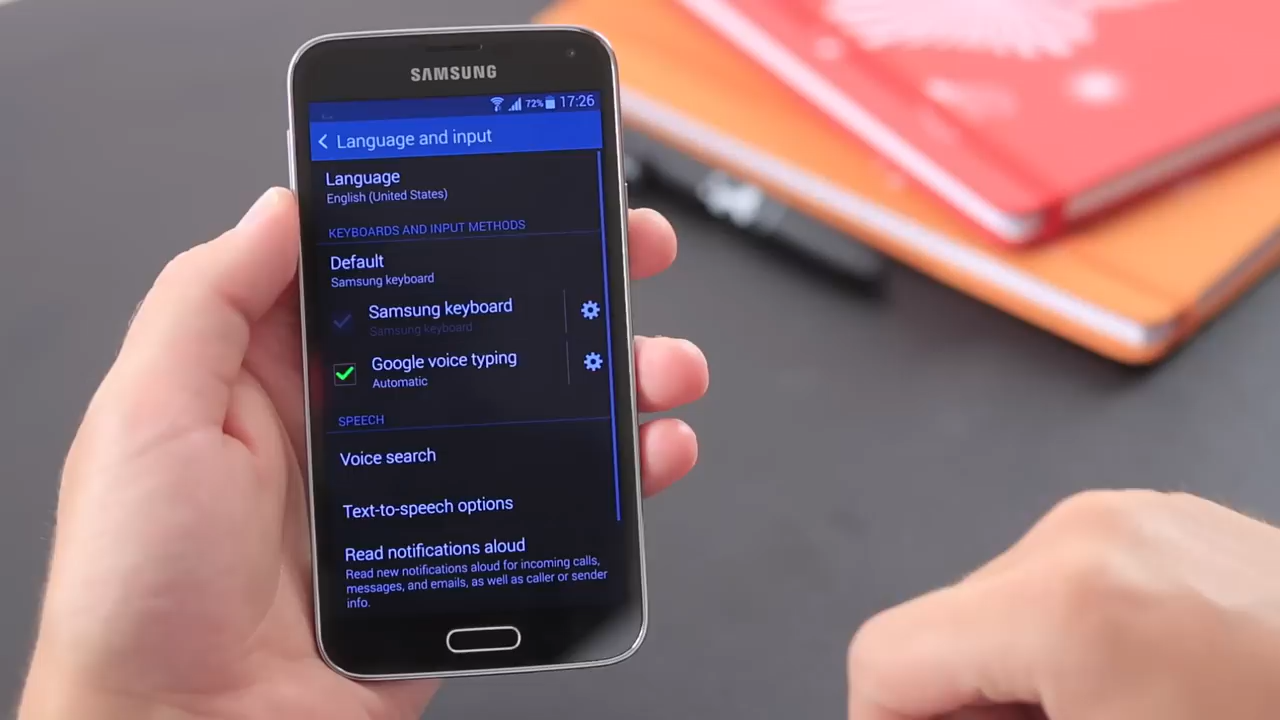 SAMSUNG
72% 17:26
Language and input
Language
English (United States)
KEYBOARDS AND INPUT METHODS
Default
Samsung keyboard
Samsung keyboard
Samsung keyboard
Google voice typing
Automatic
SPEECH
Voice search
Text-to-speech options
Read notifications aloud
Read new notifications aloud for incoming calls,
messages, and emails, as well as caller or sender
info.